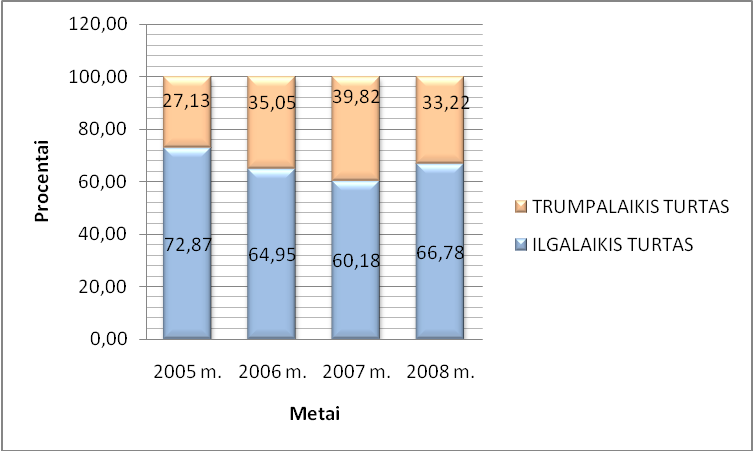 120,00
100,00
80,00
60,00
40,00
20,00
0,00
Procentai
27,13
35,05
39,82
33,22
72,87
64,95
60,18
66,78
2005 m.
2006 m.
2007 m.
2008 m.
Metai
TRUMPALAIKIS TURTAS
ILGALAIKIS TURTAS